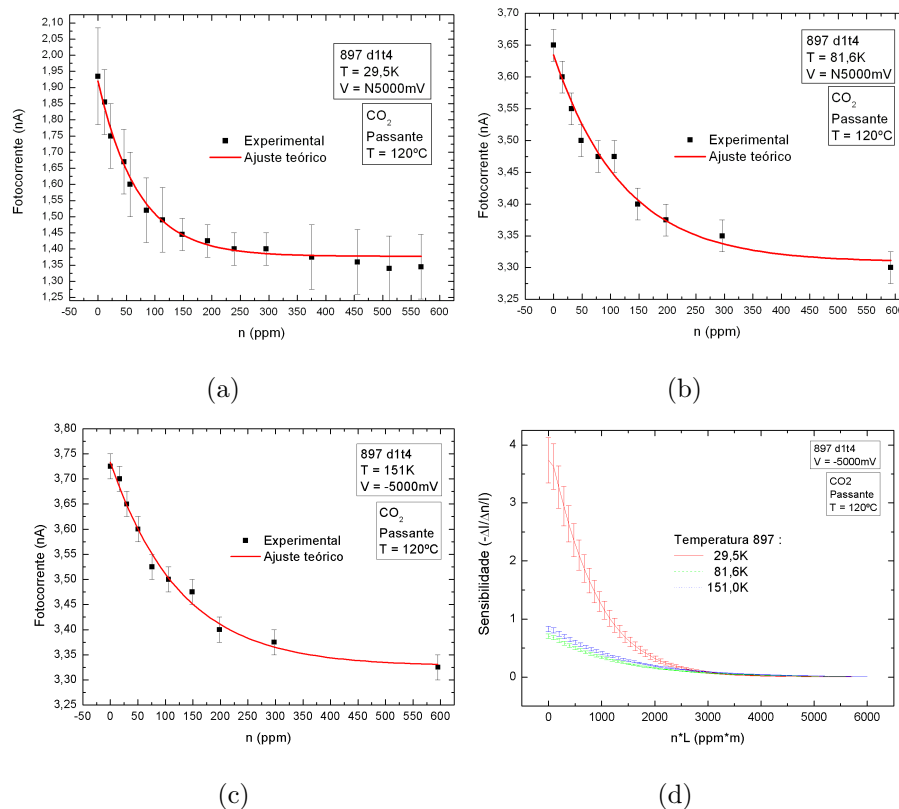 2,10
2,05
2,00
1,95
1,90
1,85
1,80
1,75
1,70
1,65
1,60
1,55
1,50
1,45
1,40
1,35
1,30
1,25
Fotocorrente (nA)
897 d1t4
T = 29,5K
V = N5000mV
CO2
Passante
T = 120ºC
Experimental
Ajuste teórico
-50 0 50 100 150 200 250 300 350 400 450 500 550 600
n (ppm)
(a)
3,70
3,65
3,60
3,55
3,50
3,45
3,40
3,35
3,30
3,25
Fotocorrente (nA)
897 d1t4
T = 81,6K
V = N5000mV
CO2
Passante
T = 120ºC
Experimental
Ajuste teórico
-50 0 50 100 150 200 250 300 350 400 450 500 550 600
n (ppm)
(b)
3,80
3,75
3,70
3,65
3,60
3,55
3,50
3,45
3,40
3,35
3,30
3,25
Fotocorrente (nA)
897 d1t4
T = 151K
V = -5000mV
CO2
Passante
T = 120ºC
Experimental
Ajuste teórico
-50 0 50 100 150 200 250 300 350 400 450 500 550 600
n (ppm)
(c)
4
3
2
1
0
Sensibilidade (-ΔI/Δn/I)
897 d1t4
V = -5000mV
CO2
Passante
T = 120°C
Temperatura 897 :
29,5K
81,6K
151,0K
0 1000 2000 3000 4000 5000 6000
n*L (ppm*m)
(d)